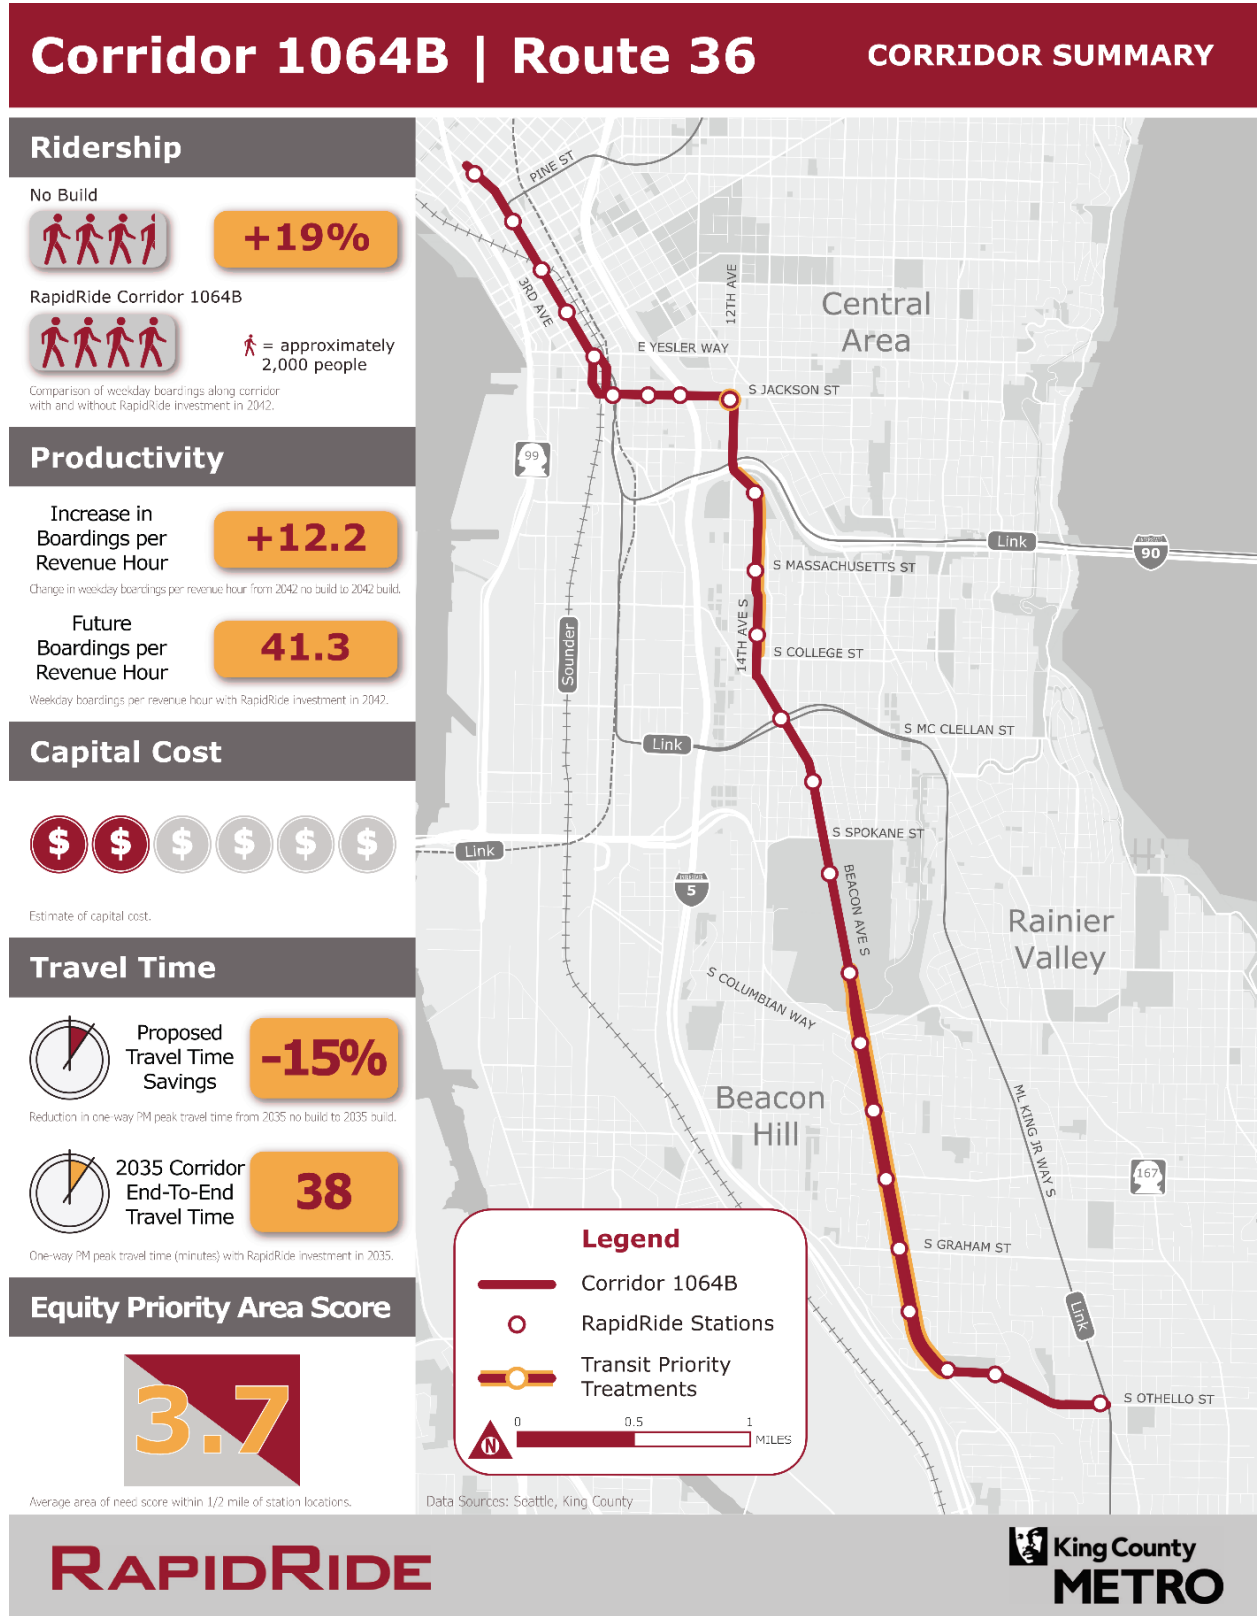 Corridor 1064B | Route 36
CORRIDOR SUMMARY
Ridership
No Build
+19%
RapidRide Corridor 1064B
= approximately
2,000 people
Comparison of weekday boardings along corridor
with and without RapidRide investment in 2042.
Productivity
Increase in
Boardings per
Revenue Hour
+12.2
Change in weekday boardings per revenue hour from 2042 no build to 2042 build.
Future
Boardings per
Revenue Hour
41.3
Weekday boardings per revenue hour with RapidRide investment in 2042.
Capital Cost
$ $ $ $ $ $
Estimate of capital cost.
Travel Time
Proposed
Travel Time
Savings
-15%
Reduction in one-way PM peak travel time from 2035 no build to 2035 build.
2035 Corridor
End-To-End
Travel Time
38
One-way PM peak travel time (minutes) with RapidRide investment in 2035.
Equity Priority Area Score
3.7
Average area of need score within 1/2 mile of station locations.
PINE ST
3RD AVE
12TH AVE
Central
Area
E YESLER WAY
S JACKSON ST
99
Link
90
S MASSACHUSETTS ST
14TH AVE S
Sounder
S COLLEGE ST
S MC CLELLAN ST
Link
S SPOKANE ST
Link
5
BEACON AVE S
Rainier
Valley
S COLUMBIAN WAY
Beacon
Hill
ML KING JR WAY S
167
S GRAHAM ST
Link
S OTHELLO ST
Legend
Corridor 1064B
RapidRide Stations
Transit Priority
Treatments
N
0 0.5 1
MILES
Data Sources: Seattle, King County
RAPIDRIDE
King County
METRO